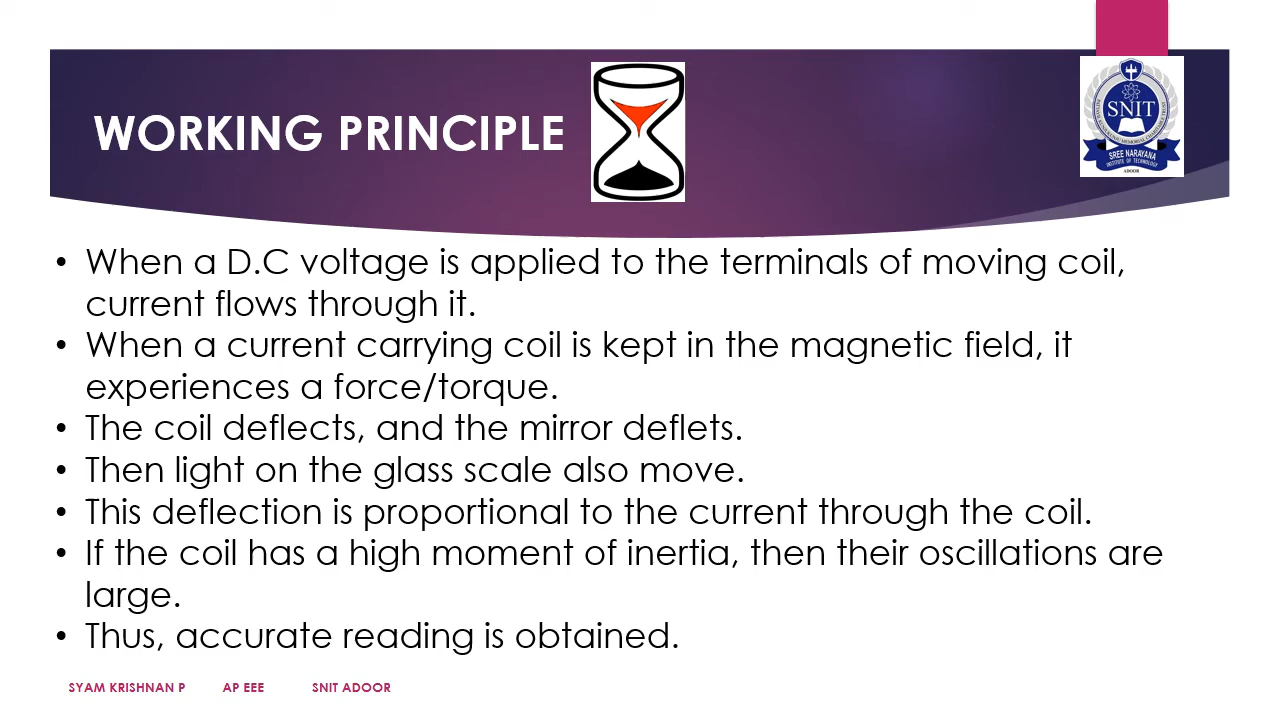 WORKING PRINCIPLE
SNIT
SREE NARAYANA
INSTITUTE OF TECHNOLOGY
ADOOR
• When a D.C voltage is applied to the terminals of moving coil,
current flows through it.
• When a current carrying coil is kept in the magnetic field, it
experiences a force/torque.
• The coil deflects, and the mirror deflets.
• Then light on the glass scale also move.
• This deflection is proportional to the current through the coil.
• If the coil has a high moment of inertia, then their oscillations are
large.
• Thus, accurate reading is obtained.
SYAM KRISHNAN P AP EEE SNIT ADOOR